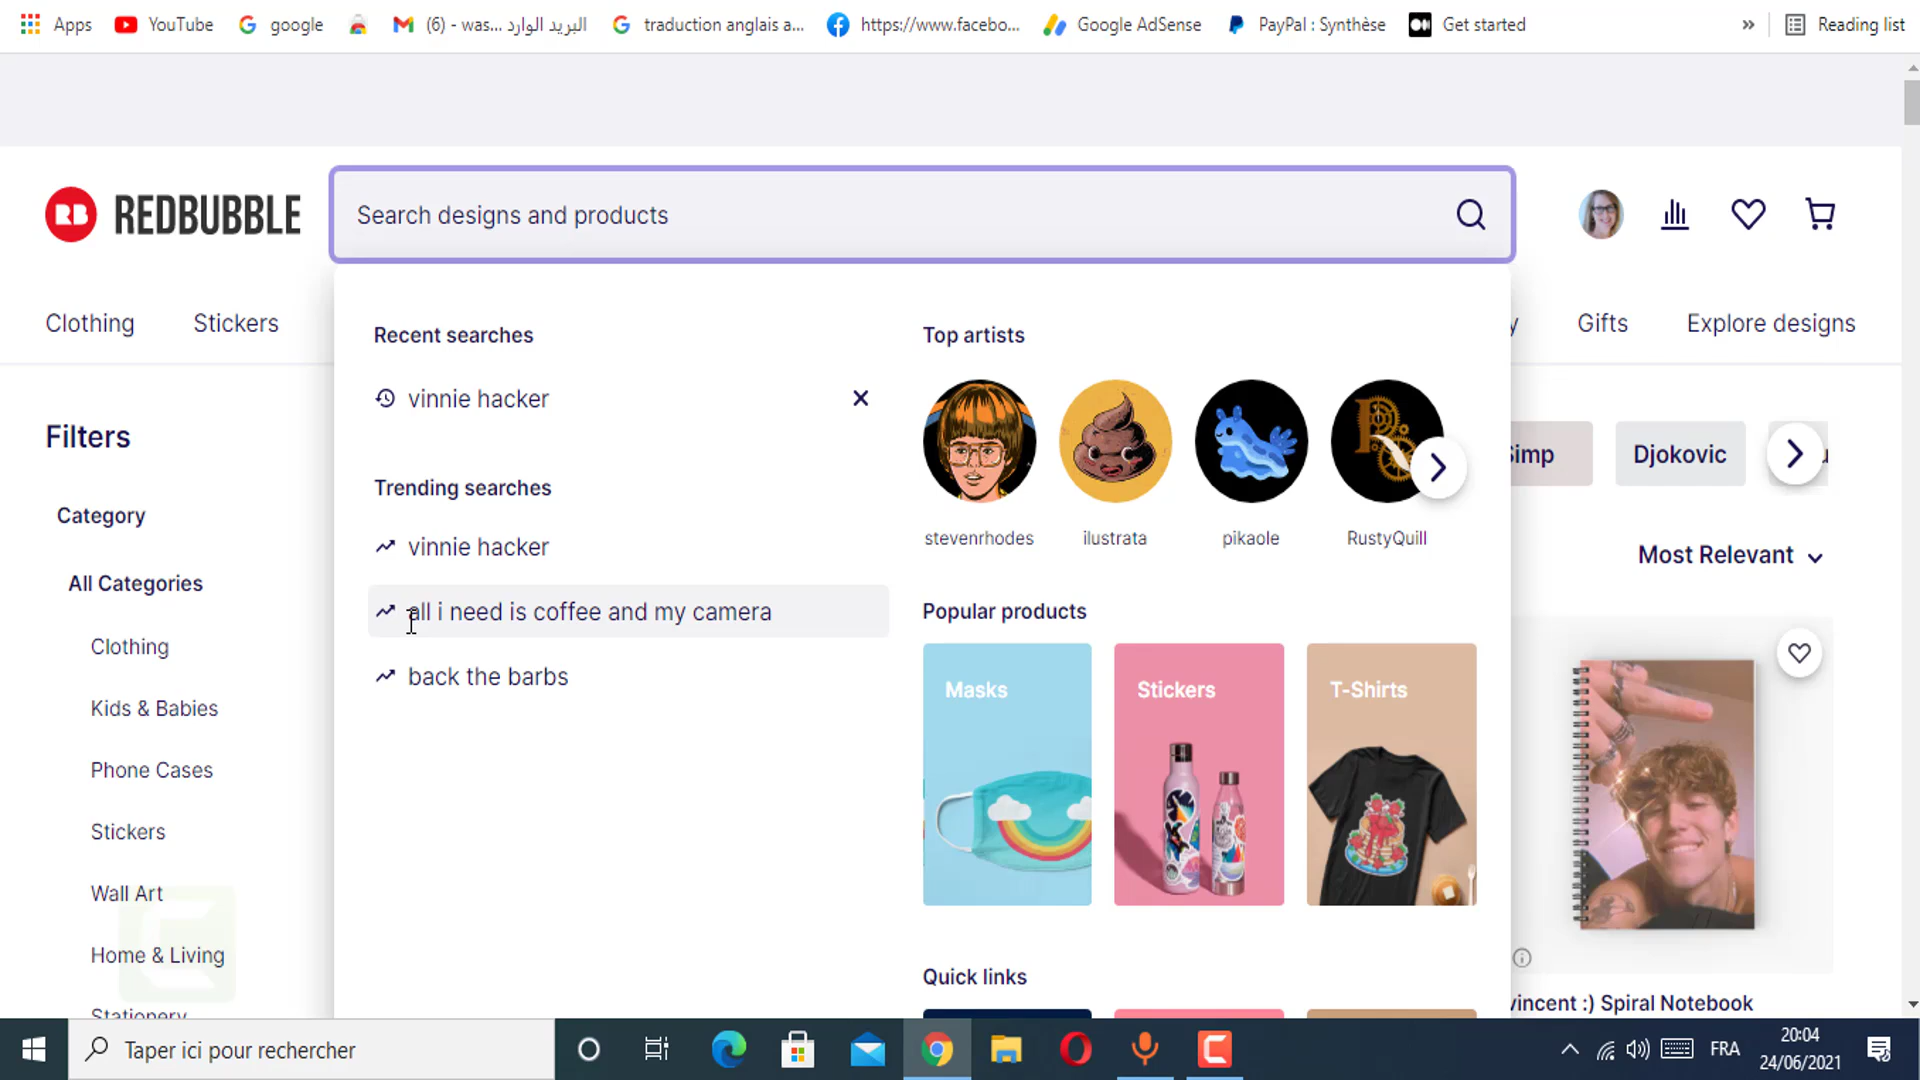 Apps
YouTube
google
(6) - was... البريد الوارد
traduction anglais a...
https://www.facebo...
Google AdSense
PayPal : Synthèse
Get started
»
Reading list
RB REDBUBBLE
Search designs and products
Clothing
Stickers
y
Gifts
Explore designs
Recent searches
vinnie hacker
Trending searches
vinnie hacker
all i need is coffee and my camera
back the barbs
Top artists
stevenrhodes
ilustrata
pikaole
RustyQuill
Popular products
Masks
Stickers
T-Shirts
Quick links
Filters
Category
All Categories
Clothing
Kids & Babies
Phone Cases
Stickers
Wall Art
Home & Living
Stationery
Simp
Djokovic
Most Relevant
vincent :) Spiral Notebook
Taper ici pour rechercher
FRA
20:04
24/06/2021